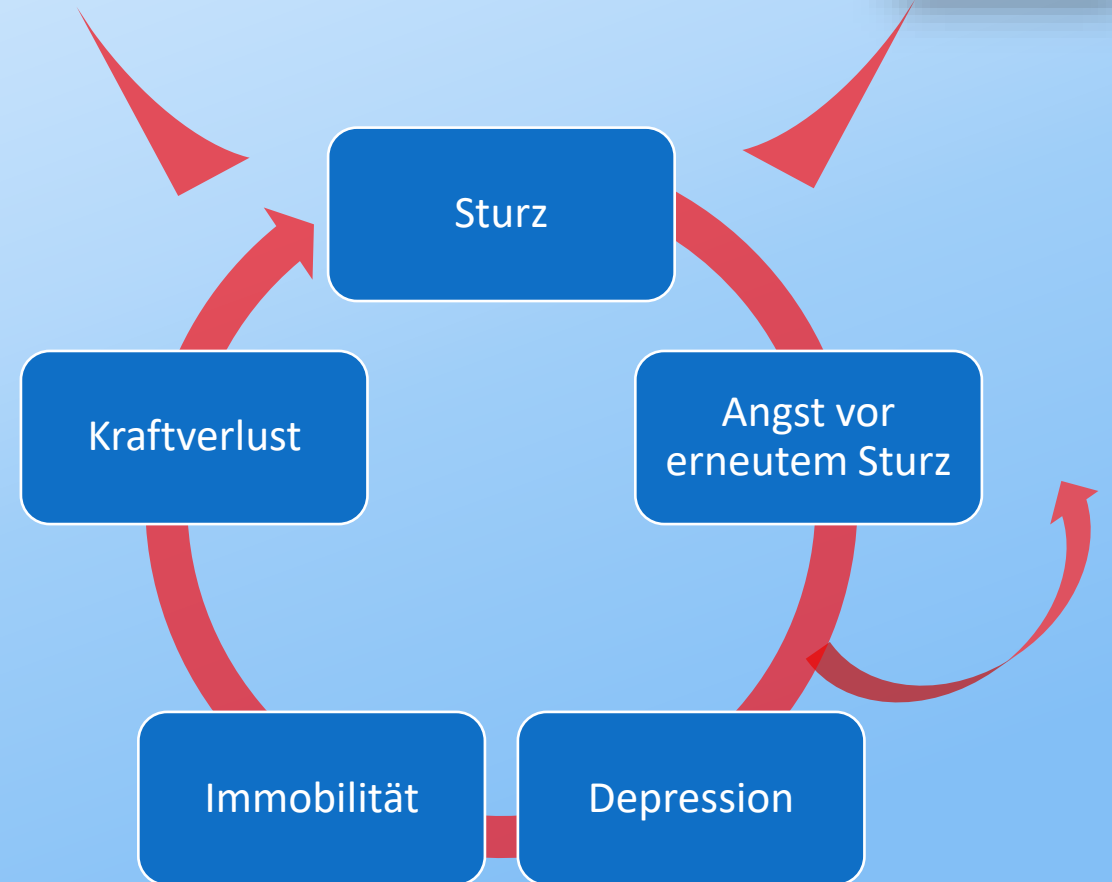 Sturz
Angst vor
erneutem Sturz
Kraftverlust
Immobilität
Depression